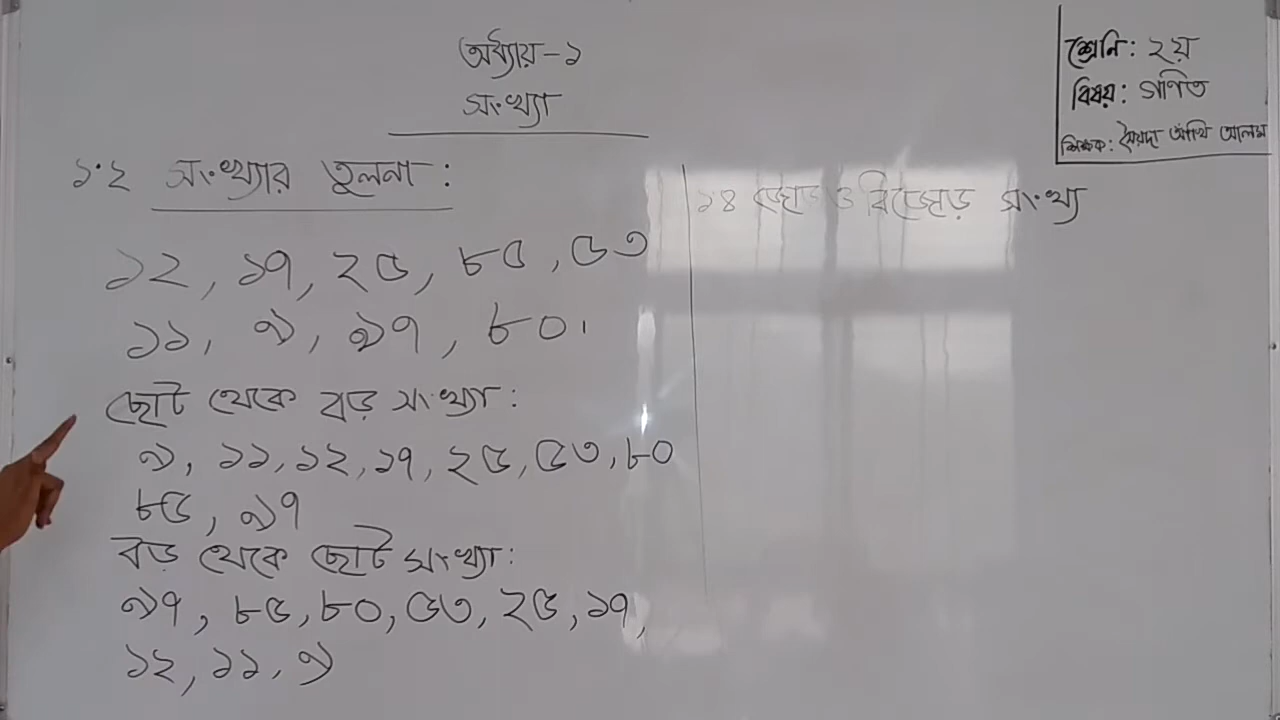 অধ্যায়-১
সংখ্যা
শ্রেনি: ২য়
বিষয়: গণিত
শিক্ষক: সৈয়দা আঁখি আলম
১.২ সংখ্যার তুলনা:
১২, ১৭, ২৫, ৮৫, ৫৩
১১, ৯, ৯৭, ৮০।
ছোট থেকে বড় সংখ্যা:
৯, ১১, ১২, ১৭, ২৫, ৫৩, ৮০
৮৫, ৯৭
বড় থেকে ছোট সংখ্যা:
৯৭, ৮৫, ৮০, ৫৩, ২৫, ১৭,
১২, ১১, ৯
১.৪ জোড় ও বিজোড় সংখ্য